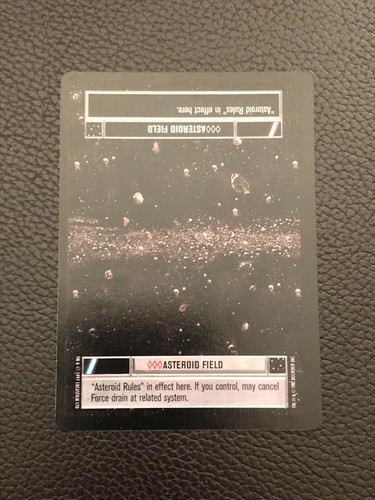 "Asteroid Rules" in effect here.
◊◊◊ASTEROID FIELD
◊◊◊ASTEROID FIELD
"Asteroid Rules" in effect here. If you control, may cancel
Force drain at related system.